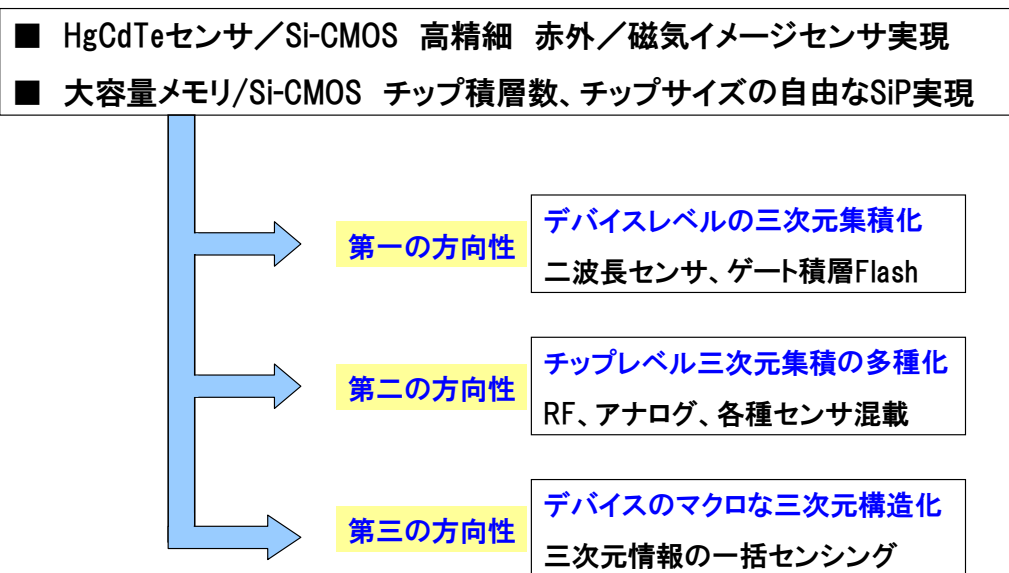 ■ HgCdTeセンサ／Si-CMOS 高精細 赤外／磁気イメージセンサ実現
■ 大容量メモリ/Si-CMOS チップ積層数、チップサイズの自由なSiP実現
第一の方向性
デバイスレベルの三次元集積化
二波長センサ、ゲート積層Flash
第二の方向性
チップレベル三次元集積の多種化
RF、アナログ、各種センサ混載
第三の方向性
デバイスのマクロな三次元構造化
三次元情報の一括センシング